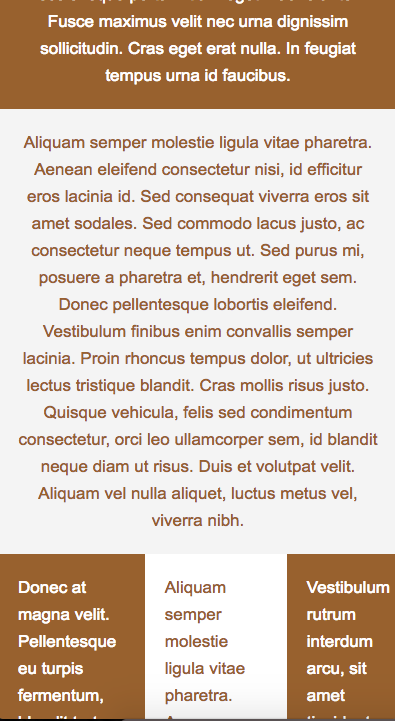 Fusce maximus velit nec urna dignissim
sollicitudin. Cras eget erat nulla. In feugiat
tempus urna id faucibus.
Aliquam semper molestie ligula vitae pharetra.
Aenean eleifend consectetur nisi, id efficitur
eros lacinia id. Sed consequat viverra eros sit
amet sodales. Sed commodo lacus justo, ac
consectetur neque tempus ut. Sed purus mi,
posuere a pharetra et, hendrerit eget sem.
Donec pellentesque lobortis eleifend.
Vestibulum finibus enim convallis semper
lacinia. Proin rhoncus tempus dolor, ut ultricies
lectus tristique blandit. Cras mollis risus justo.
Quisque vehicula, felis sed condimentum
consectetur, orci leo ullamcorper sem, id blandit
neque diam ut risus. Duis et volutpat velit.
Aliquam vel nulla aliquet, luctus metus vel,
viverra nibh.
Donec at
magna velit.
Pellentesque
eu turpis
fermentum,
Aliquam
semper
molestie
ligula vitae
pharetra.
Vestibulum
rutrum
interdum
arcu, sit
amet